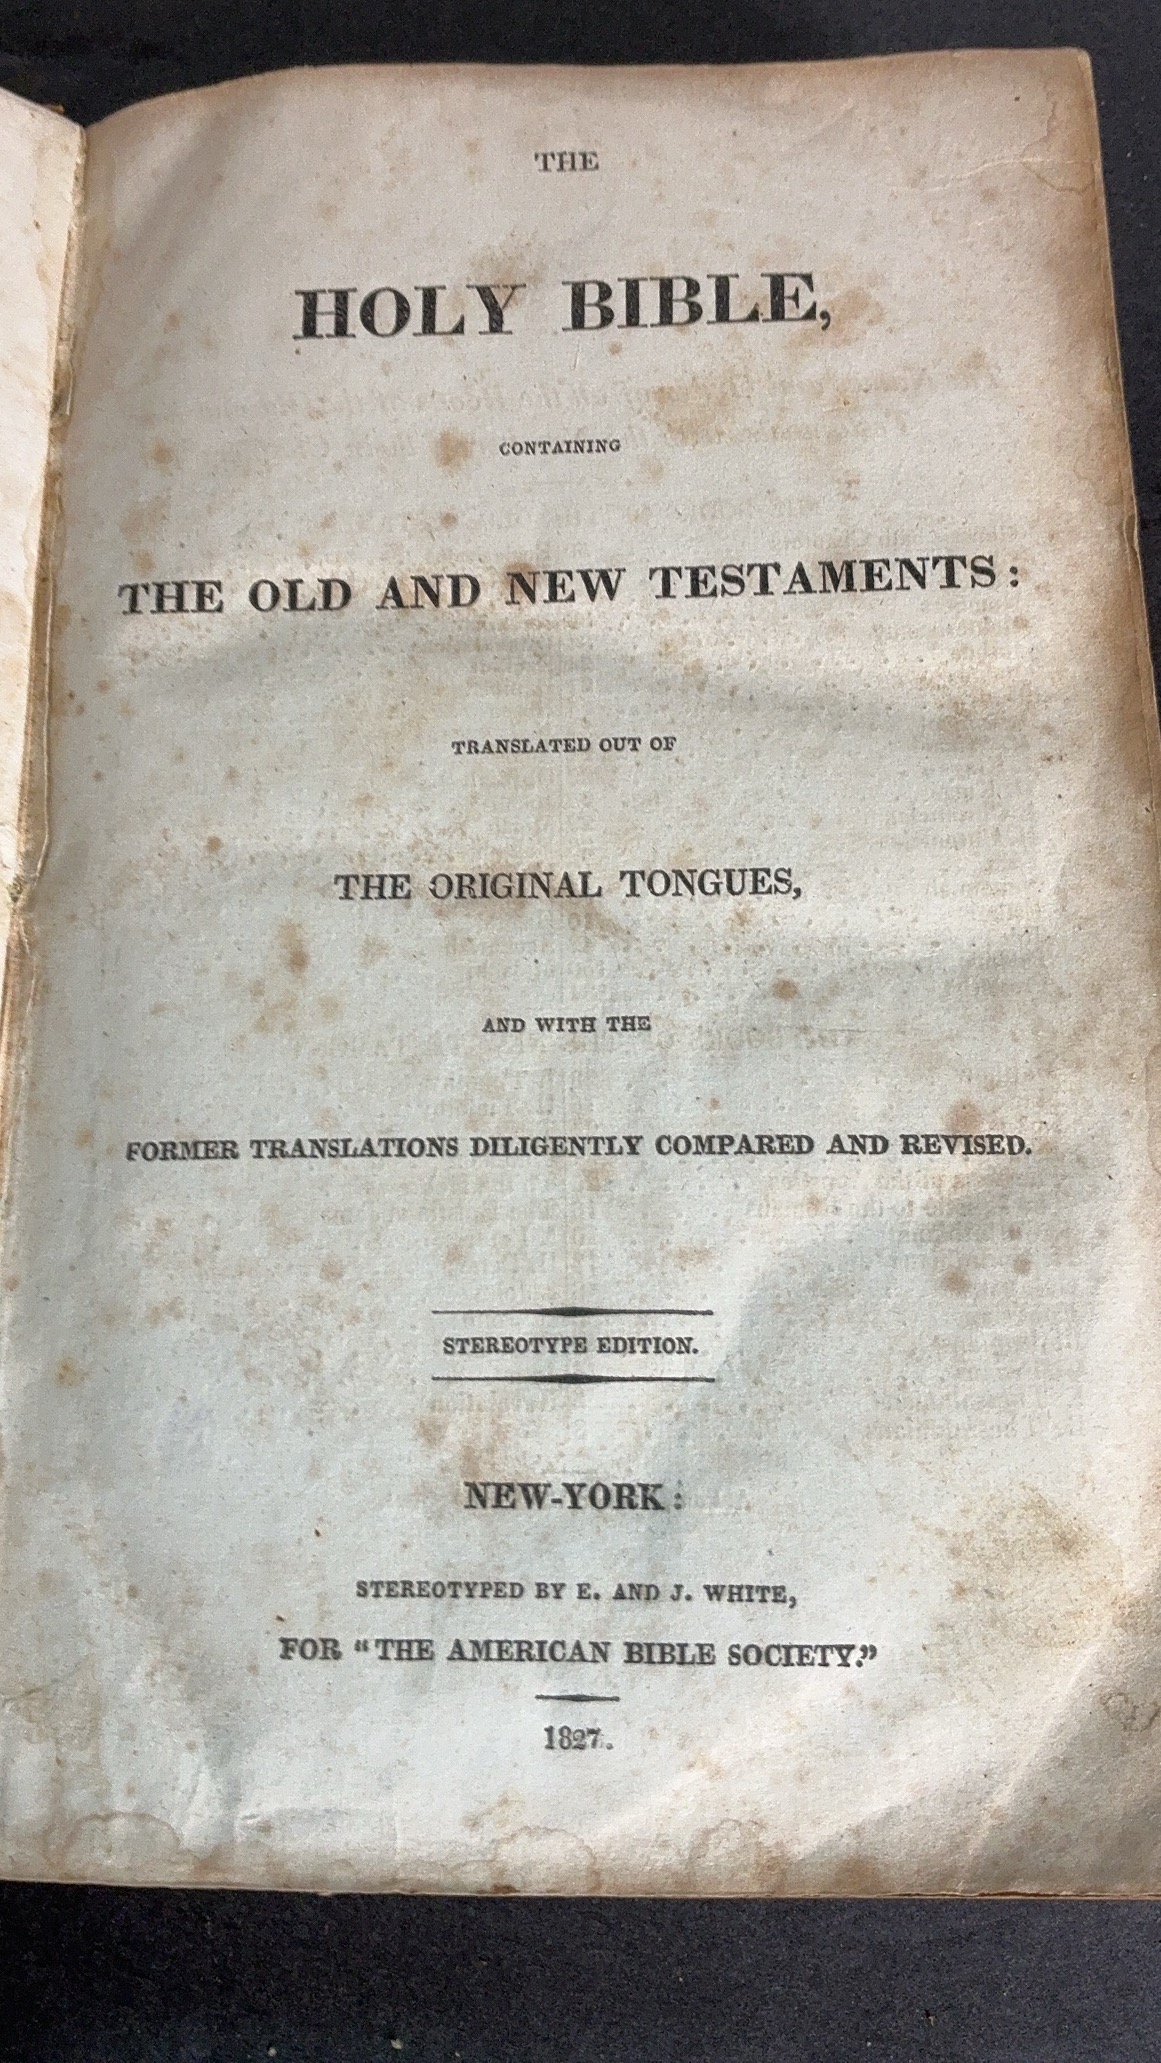 THE
HOLY BIBLE,
CONTAINING
THE OLD AND NEW TESTAMENTS:
TRANSLATED OUT OF
THE ORIGINAL TONGUES,
AND WITH THE
FORMER TRANSLATIONS DILIGENTLY COMPARED AND REVISED.
STEREOTYPE EDITION.
NEW-YORK:
STEREOTYPED BY E. AND J. WHITE,
FOR "THE AMERICAN BIBLE SOCIETY."
1827.